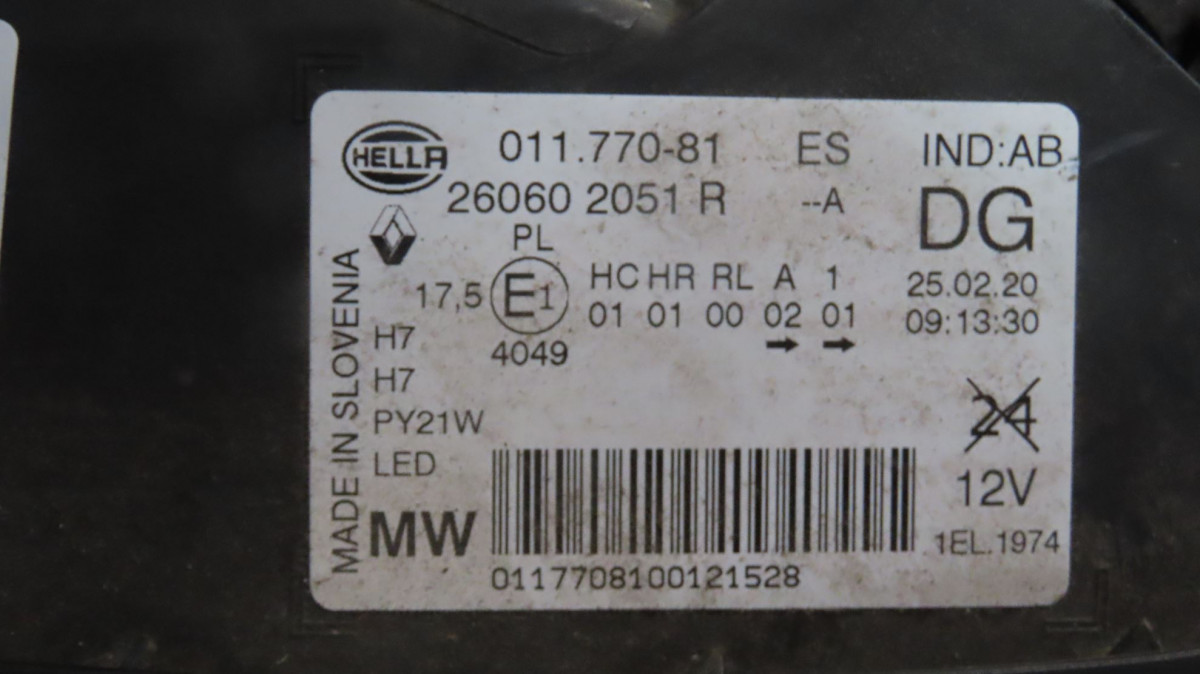 HELLA 011.770-81 ES IND:AB
26060 2051 R --A DG
PL
17,5 E1 HC HR RL A 1 25.02.20
01 01 00 02 01 09:13:30
H7 4049 → →
H7
PY21W 24
LED 12V
MW 1EL.1974
0117708100121528
MADE IN SLOVENIA